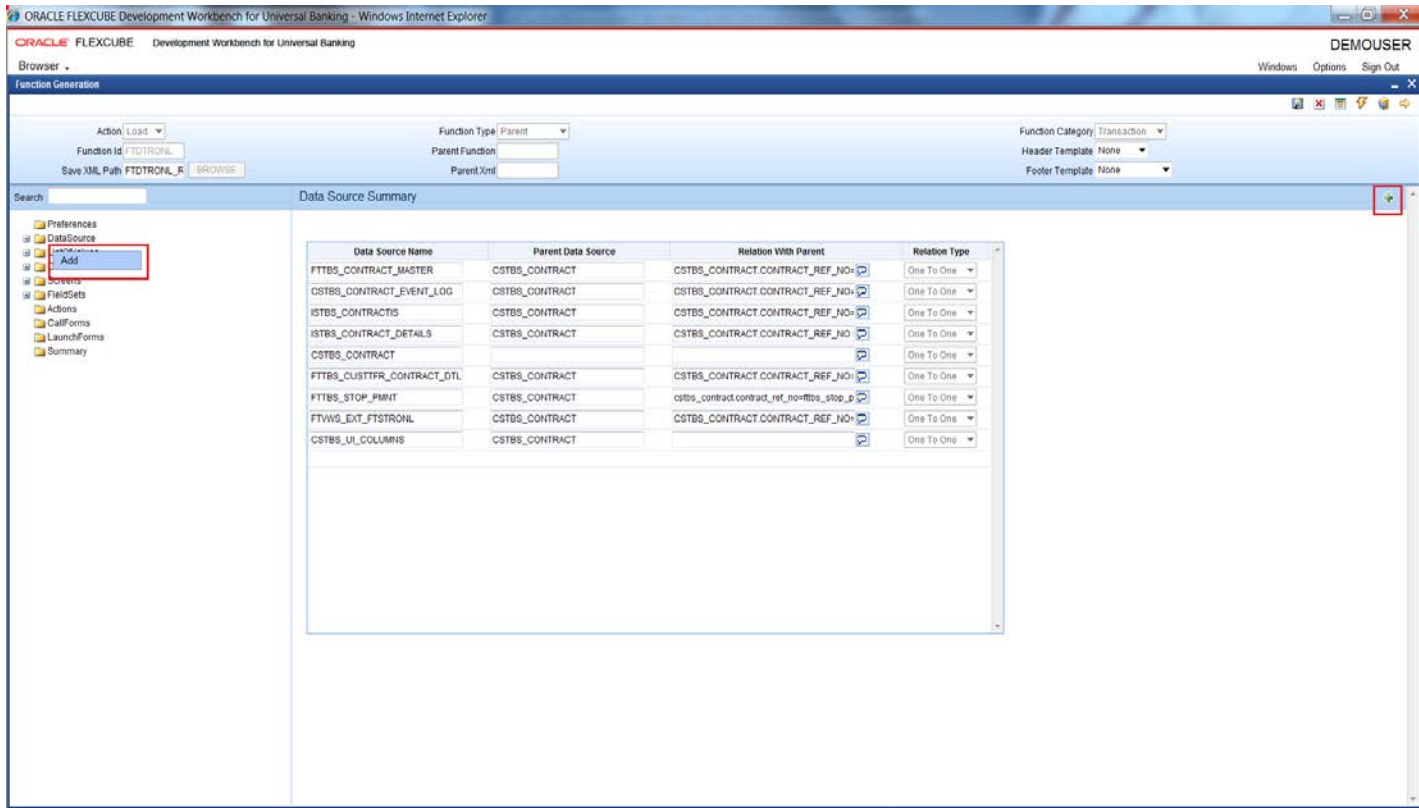 ORACLE FLEXCUBE Development Workbench for Universal Banking - Windows Internet Explorer
ORACLE FLEXCUBE Development Workbench for Universal Banking
DEMOUSER
Browser
Windows Options Sign Out
Function Generation
Action Load
Function Type Parent
Function Category Transaction
Function Id FTDTRONL
Parent Function
Header Template None
Save XML Path FTDTRONL_R BROWSE
Parent Xml
Footer Template None
Search
Data Source Summary
Preferences
DataSource
Add
Screens
FieldSets
Actions
CallForms
LaunchForms
Summary
Data Source Name Parent Data Source Relation With Parent Relation Type
FTTBS_CONTRACT_MASTER CSTBS_CONTRACT CSTBS_CONTRACT.CONTRACT_REF_NO= One To One
CSTBS_CONTRACT_EVENT_LOG CSTBS_CONTRACT CSTBS_CONTRACT.CONTRACT_REF_NO= One To One
ISTBS_CONTRACTIS CSTBS_CONTRACT CSTBS_CONTRACT.CONTRACT_REF_NO= One To One
ISTBS_CONTRACT_DETAILS CSTBS_CONTRACT CSTBS_CONTRACT.CONTRACT_REF_NO One To One
CSTBS_CONTRACT One To One
FTTBS_CUSTTFR_CONTRACT_DTL CSTBS_CONTRACT CSTBS_CONTRACT.CONTRACT_REF_NO= One To One
FTTBS_STOP_PMNT CSTBS_CONTRACT cstbs_contract.contract_ref_no=fttbs_stop_p One To One
FTVWS_EXT_FTSTRONL CSTBS_CONTRACT CSTBS_CONTRACT.CONTRACT_REF_NO= One To One
CSTBS_UI_COLUMNS CSTBS_CONTRACT One To One